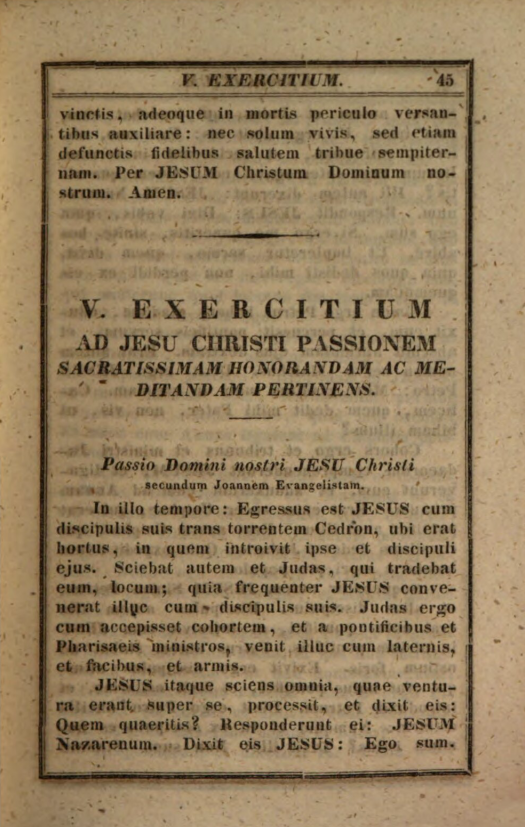 V. EXERCITIUM. 45
vinctis, adeoque in mortis periculo versan-
tibus auxiliare: nec solum vivis, sed etiam
defunctis fidelibus salutem tribue sempiter-
nam. Per JESUM Christum Dominum no-
strum. Amen.
V. EXERCITIUM
AD JESU CHRISTI PASSIONEM
SACRATISSIMAM HONORANDAM AC ME-
DITANDAM PERTINENS.
Passio Domini nostri JESU Christi
secundum Joannem Evangelistam.
In illo tempore: Egressus est JESUS cum
discipulis suis trans torrentem Cedron, ubi erat
hortus, in quem introivit ipse et discipuli
ejus. Sciebat autem et Judas, qui tradebat
eum, locum; quia frequenter JESUS conve-
nerat illuc cum discipulis suis. Judas ergo
cum accepisset cohortem, et a pontificibus et
Pharisaeis ministros, venit illuc cum laternis,
et facibus, et armis.
JESUS itaque sciens omnia, quae ventu-
ra erant super se, processit, et dixit eis:
Quem quaeritis? Responderunt ei: JESUM
Nazarenum. Dixit eis JESUS: Ego sum.